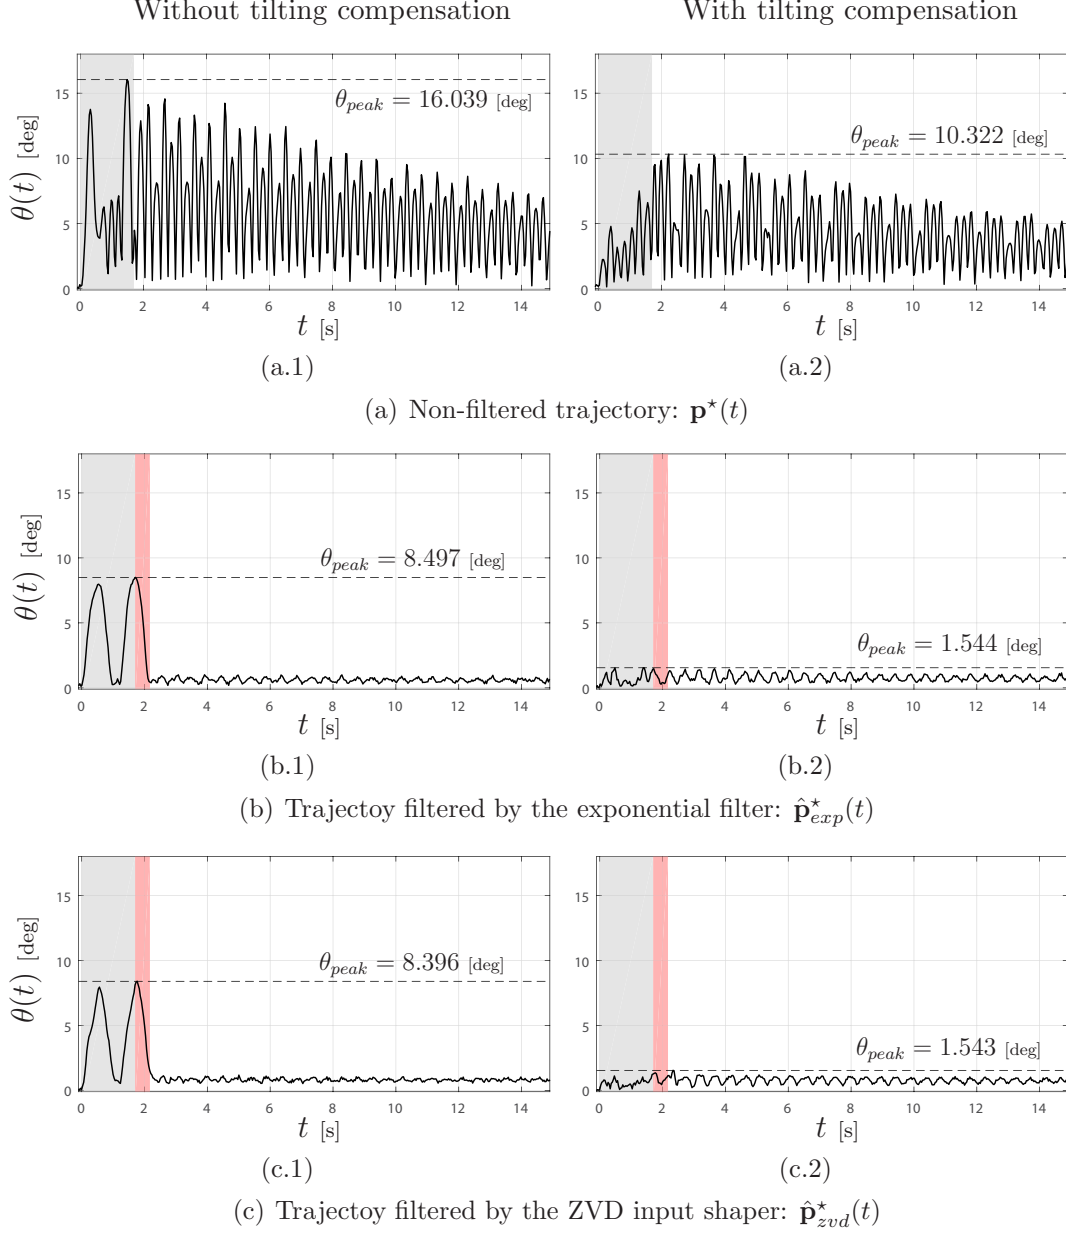 Without tilting compensation
With tilting compensation
θ(t) [deg]
15
10
5
0
θpeak = 16.039 [deg]
0 2 4 6 8 10 12 14
t [s]
(a.1)
15
10
5
0
θpeak = 10.322 [deg]
0 2 4 6 8 10 12 14
t [s]
(a.2)
(a) Non-filtered trajectory: p⋆(t)
θ(t) [deg]
15
10
5
0
θpeak = 8.497 [deg]
0 2 4 6 8 10 12 14
t [s]
(b.1)
15
10
5
0
θpeak = 1.544 [deg]
0 2 4 6 8 10 12 14
t [s]
(b.2)
(b) Trajectoy filtered by the exponential filter: p̂⋆exp(t)
θ(t) [deg]
15
10
5
0
θpeak = 8.396 [deg]
0 2 4 6 8 10 12 14
t [s]
(c.1)
15
10
5
0
θpeak = 1.543 [deg]
0 2 4 6 8 10 12 14
t [s]
(c.2)
(c) Trajectoy filtered by the ZVD input shaper: p̂⋆zvd(t)